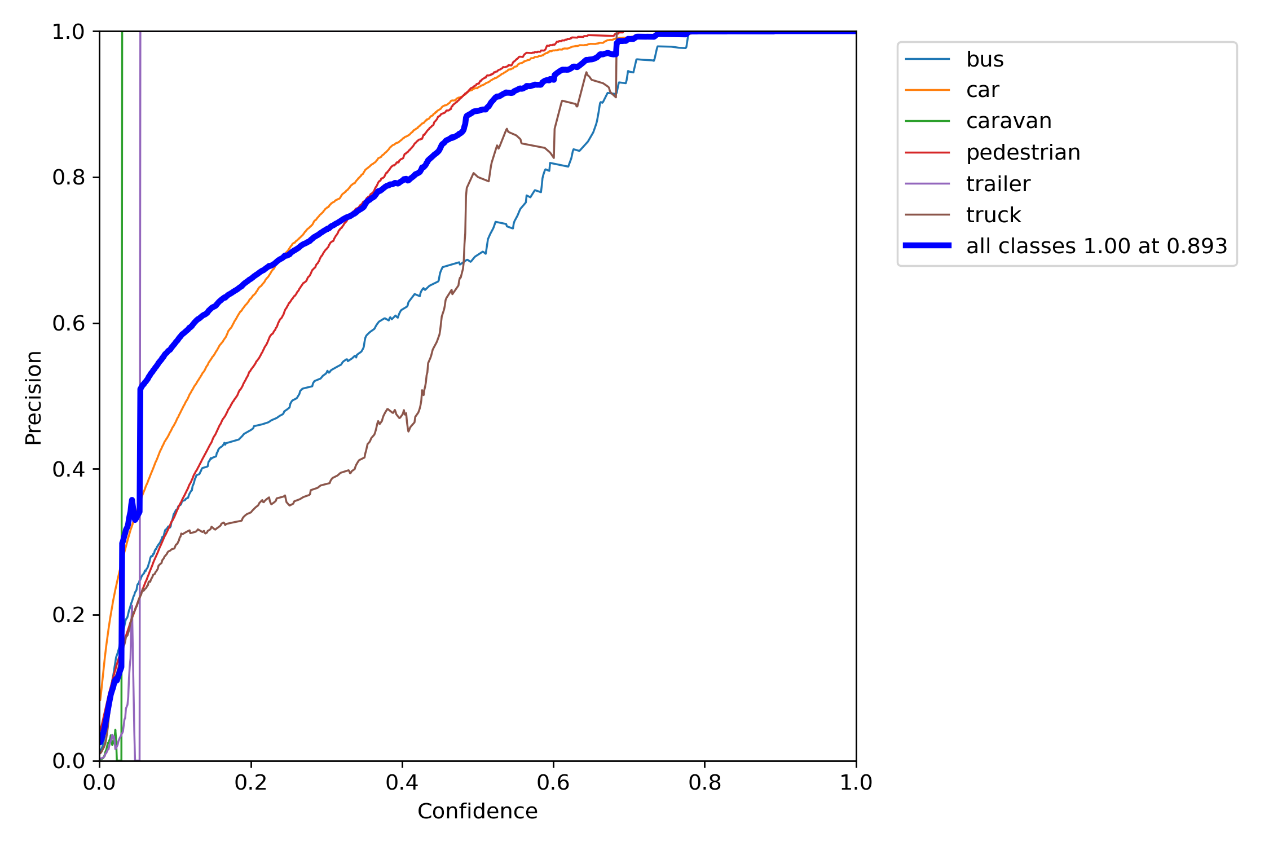 1.0
0.8
0.6
0.4
0.2
0.0
Precision
0.0 0.2 0.4 0.6 0.8 1.0
Confidence
bus
car
caravan
pedestrian
trailer
truck
all classes 1.00 at 0.893